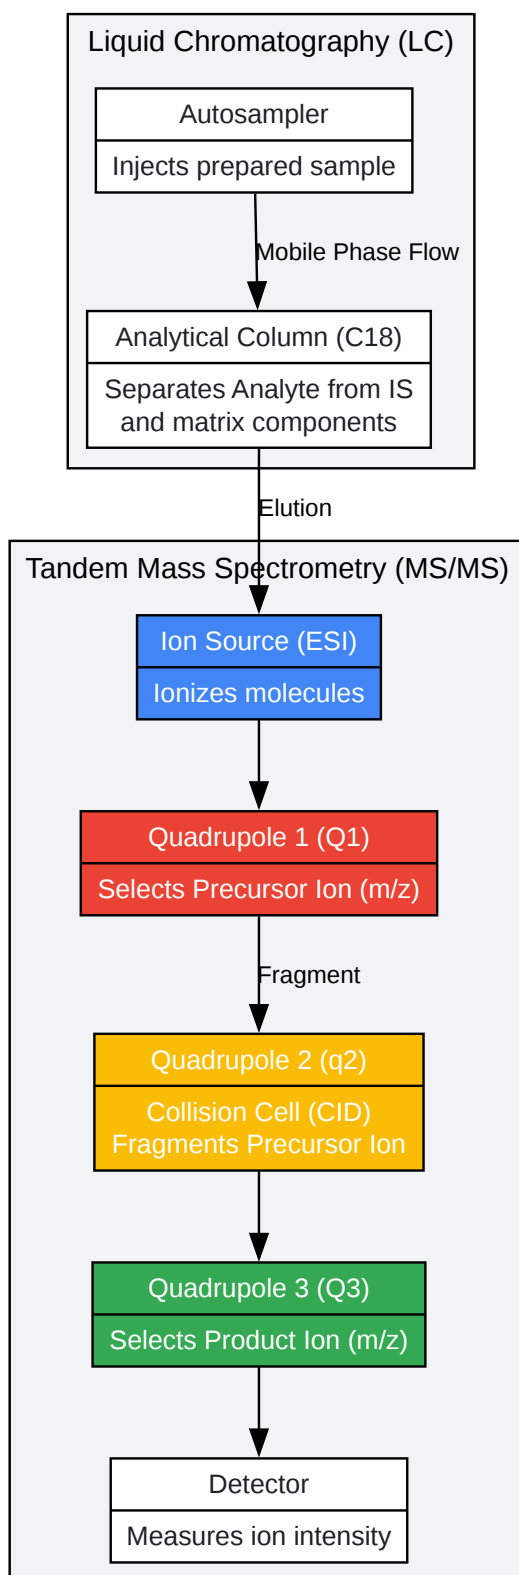 Liquid Chromatography (LC)
Autosampler
Injects prepared sample
Mobile Phase Flow
Analytical Column (C18)
Separates Analyte from IS
and matrix components
Elution
Tandem Mass Spectrometry (MS/MS)
Ion Source (ESI)
Ionizes molecules
Quadrupole 1 (Q1)
Selects Precursor Ion (m/z)
Fragment
Quadrupole 2 (q2)
Collision Cell (CID)
Fragments Precursor Ion
Quadrupole 3 (Q3)
Selects Product Ion (m/z)
Detector
Measures ion intensity